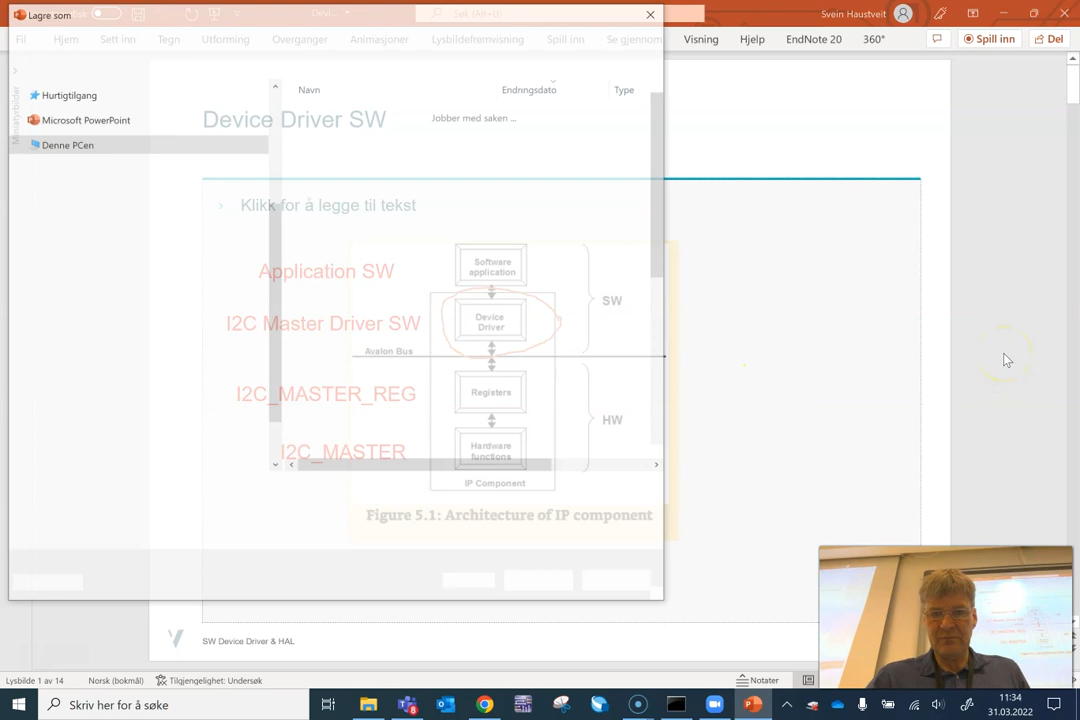 Lagre som
Svein Haustveit
Søk (Alt+U)
Fil Hjem Sett inn Tegn Utforming Overganger Animasjoner Lysbildefremvisning Spill inn Se gjennom Visning Hjelp EndNote 20 360° Spill inn Del
Miniatyrbilder
Hurtigtilgang
Microsoft PowerPoint
Denne PCen
Navn Endringsdato Type
Jobber med saken ...
Device Driver SW
› Klikk for å legge til tekst
Application SW
I2C Master Driver SW
I2C_MASTER_REG
I2C_MASTER
Software
application
Device
Driver
Avalon Bus
Registers
Hardware
functions
IP Component
SW
HW
Figure 5.1: Architecture of IP component
SW Device Driver & HAL
Lysbilde 1 av 14 Norsk (bokmål) Tilgjengelighet: Undersøk Notater
Skriv her for å søke
8
11:34
31.03.2022